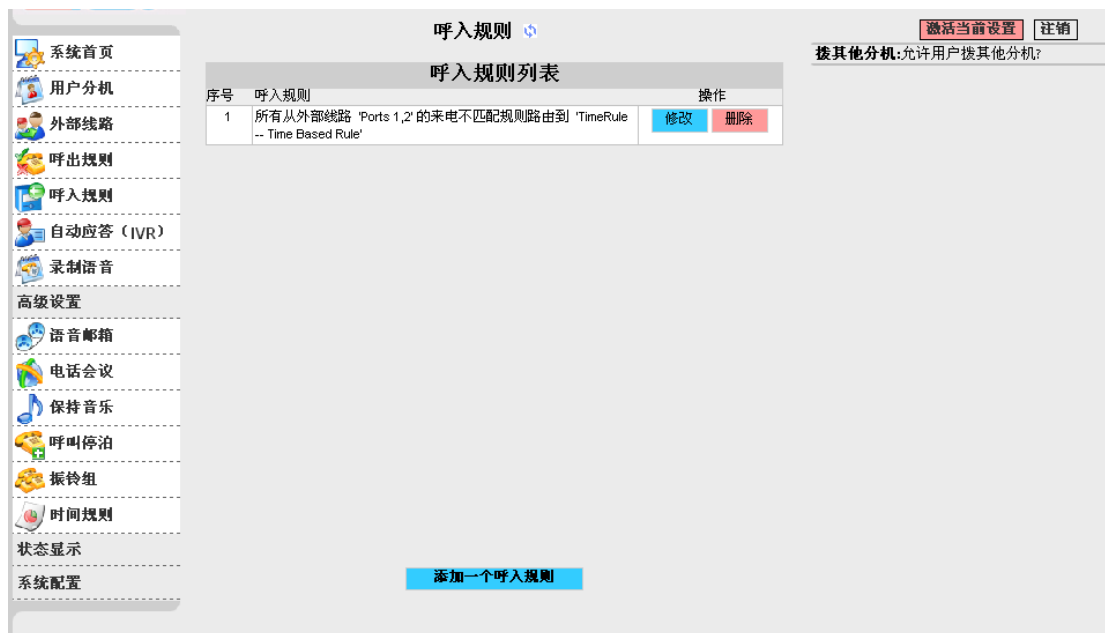 呼入规则
激活当前设置 注销
拨其他分机:允许用户拨其他分机?
系统首页
用户分机
外部线路
呼出规则
呼入规则
自动应答（IVR）
录制语音
高级设置
语音邮箱
电话会议
保持音乐
呼叫停泊
振铃组
时间规则
状态显示
系统配置
呼入规则列表
序号 呼入规则 操作
1 所有从外部线路 'Ports 1,2' 的来电不匹配规则路由到 'TimeRule 修改 删除
-- Time Based Rule'
添加一个呼入规则